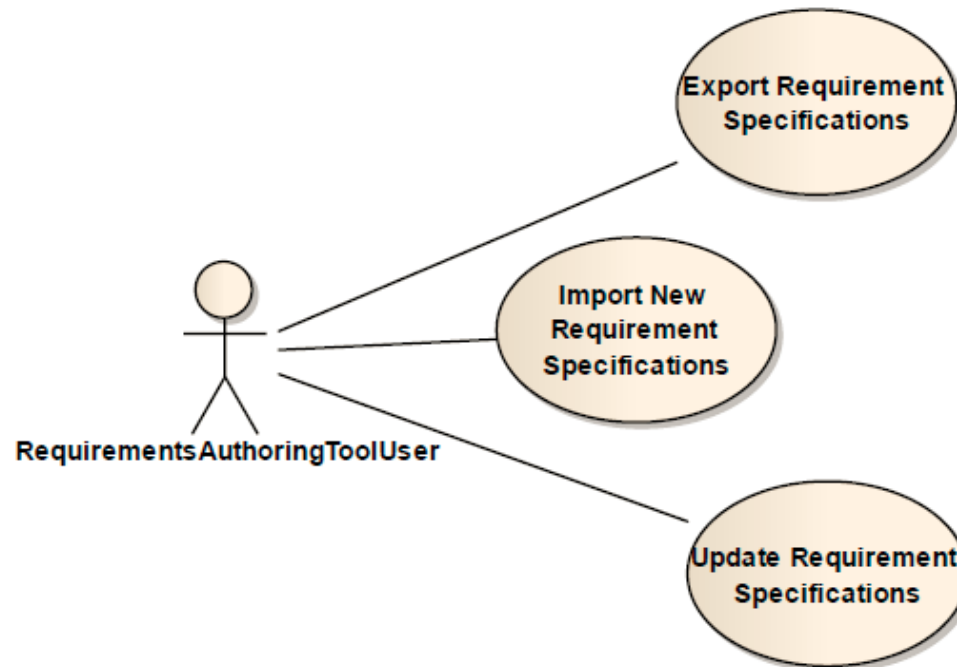 Export Requirement
Specifications
Import New
Requirement
Specifications
RequirementsAuthoringToolUser
Update Requirement
Specifications